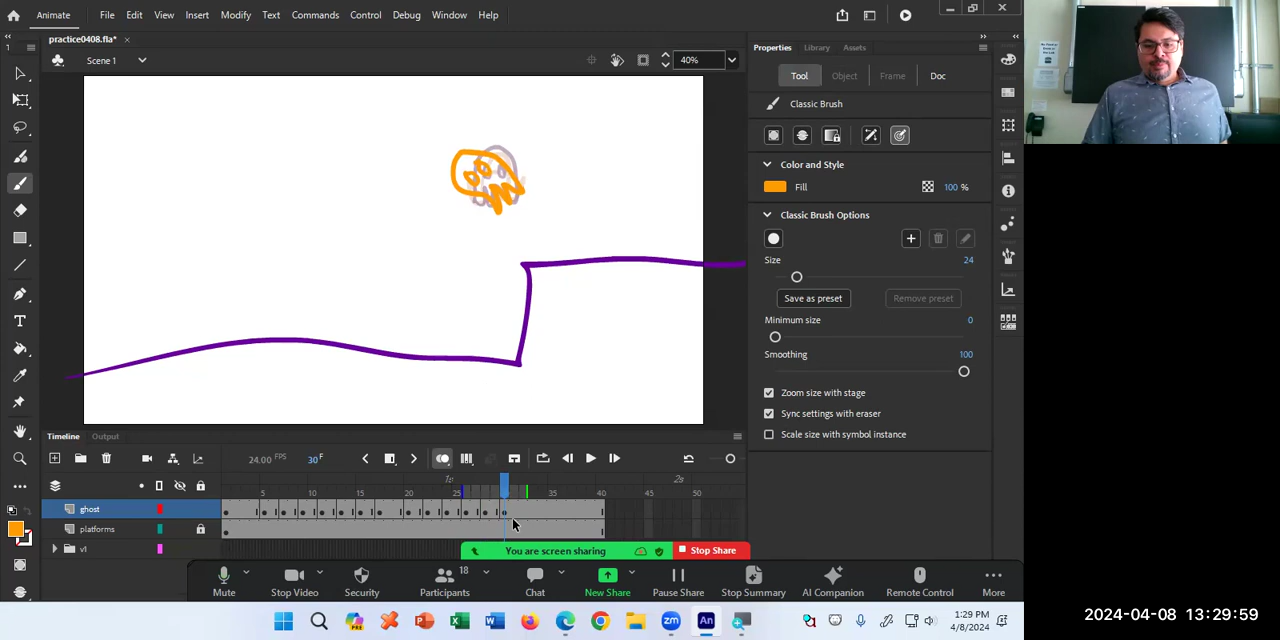 Animate File Edit View Insert Modify Text Commands Control Debug Window Help
practice0408.fla*
Scene 1
40%
Properties Library Assets
Tool Object Frame Doc
Classic Brush
Color and Style
Fill
100 %
Classic Brush Options
Size 24
Save as preset
Remove preset
Minimum size 0
Smoothing 100
Zoom size with stage
Sync settings with eraser
Scale size with symbol instance
Timeline Output
24.00 FPS 30 F
1s 2s
5 10 15 20 25 35 40 45 50
ghost
platforms
v1
You are screen sharing
Stop Share
Mute Stop Video Security Participants 18 Chat New Share Pause Share Stop Summary AI Companion Remote Control More
1:29 PM
4/8/2024
2024-04-08 13:29:59